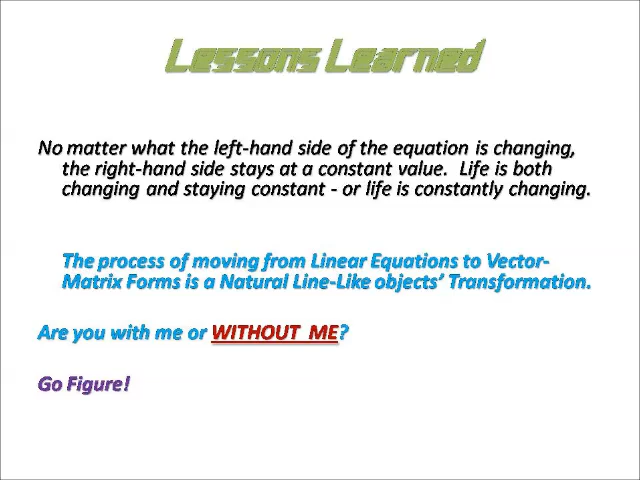 Lessons Learned
No matter what the left-hand side of the equation is changing,
the right-hand side stays at a constant value.  Life is both
changing and staying constant - or life is constantly changing.
The process of moving from Linear Equations to Vector-
Matrix Forms is a Natural Line-Like objects’ Transformation.
Are you with me or WITHOUT  ME?
Go Figure!